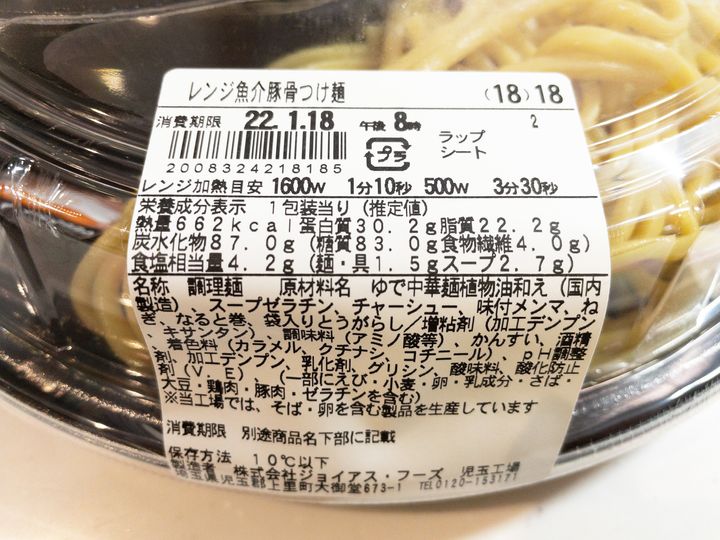 レンジ魚介豚骨つけ麺 (18)18
消費期限 22.1.18 午後 8時 2
プラ ラップ
シート
2008324218185
レンジ加熱目安 1600W 1分10秒 500W 3分30秒
栄養成分表示 1包装当り(推定値)
熱量662kcal蛋白質30.2g脂質22.2g
炭水化物87.0g(糖質83.0g食物繊維4.0g)
食塩相当量4.2g(麺・具1.5gスープ2.7g)
名称 調理麺 原材料名 ゆで中華麺植物油和え(国内
製造)、スープゼラチン、チャーシュー、味付メンマ、ね
ぎ、なると巻、袋入りとうがらし/増粘剤(加工デンプン
、キサンタン)、調味料(アミノ酸等)、かんすい、酒精
、着色料(カラメル、クチナシ、コチニール)、pH調整
剤、加工デンプン、乳化剤、グリシン、酸味料、酸化防止
剤(V.E)、(一部にえび・小麦・卵・乳成分・さば・
大豆・鶏肉・豚肉・ゼラチンを含む)
※当工場では、そば・卵を含む製品を生産しています
消費期限 別途商品名下部に記載
保存方法 10℃以下
製造者 株式会社ジョイアス・フーズ 児玉工場
埼玉県児玉郡上里町大御堂673-1 TEL0120-153171